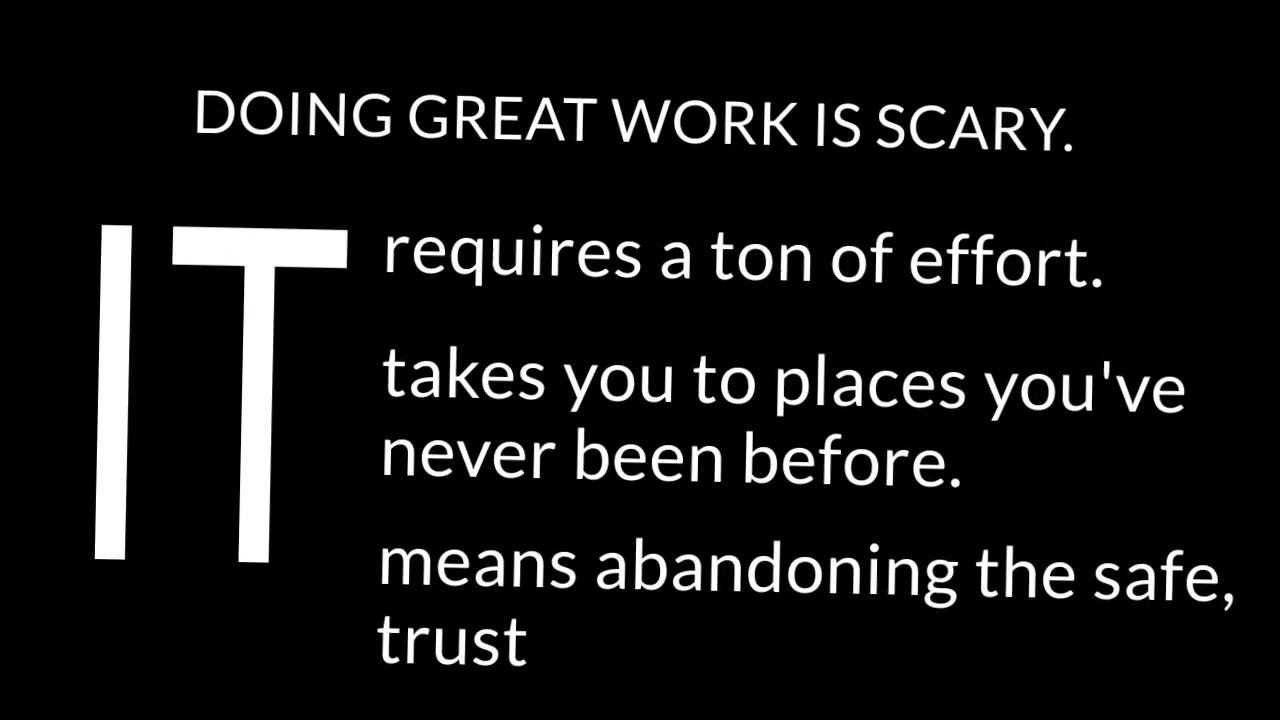 DOING GREAT WORK IS SCARY.
IT
requires a ton of effort.
takes you to places you've
never been before.
means abandoning the safe,
trust